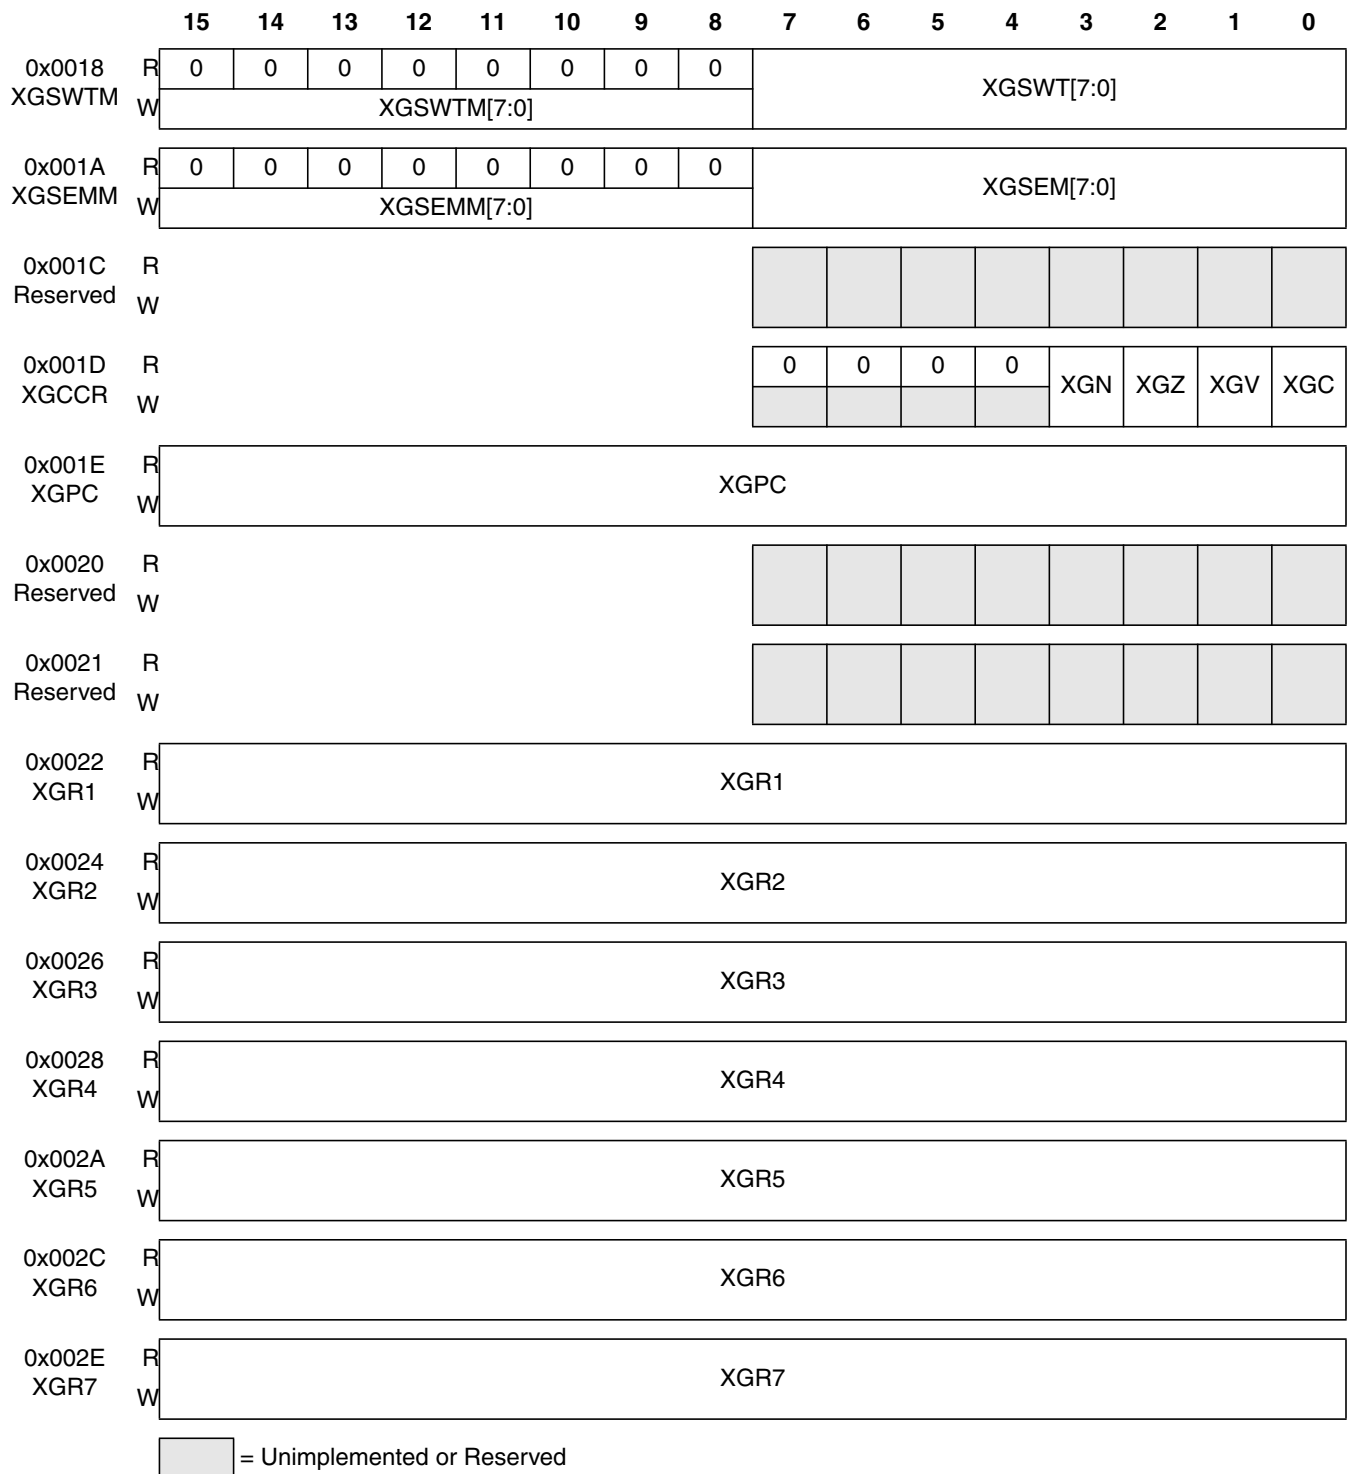 15 14 13 12 11 10 9 8 7 6 5 4 3 2 1 0
0x0018 R 0 0 0 0 0 0 0 0 XGSWT[7:0]
XGSWTM W XGSWTM[7:0]
0x001A R 0 0 0 0 0 0 0 0 XGSEM[7:0]
XGSEMM W XGSEMM[7:0]
0x001C R
Reserved W
0x001D R 0 0 0 0 XGN XGZ XGV XGC
XGCCR W
0x001E R XGPC
XGPC W
0x0020 R
Reserved W
0x0021 R
Reserved W
0x0022 R XGR1
XGR1 W
0x0024 R XGR2
XGR2 W
0x0026 R XGR3
XGR3 W
0x0028 R XGR4
XGR4 W
0x002A R XGR5
XGR5 W
0x002C R XGR6
XGR6 W
0x002E R XGR7
XGR7 W
= Unimplemented or Reserved